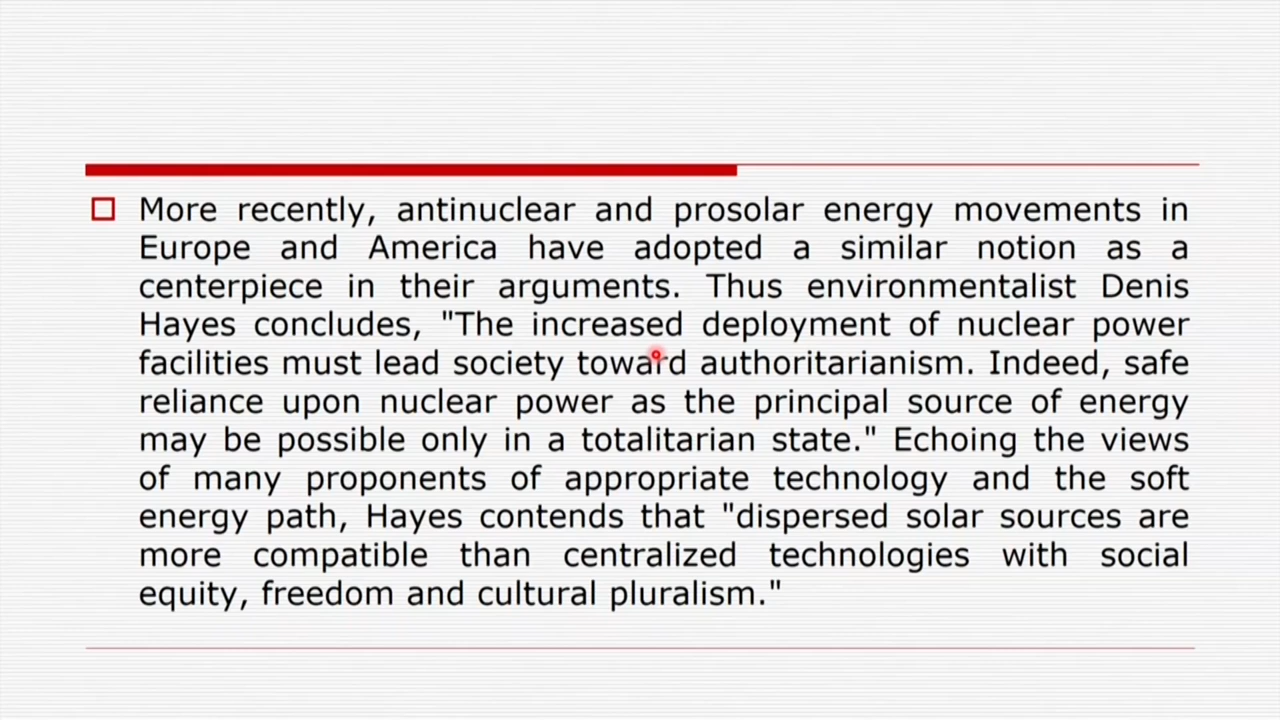 More recently, antinuclear and prosolar energy movements in
Europe and America have adopted a similar notion as a
centerpiece in their arguments. Thus environmentalist Denis
Hayes concludes, "The increased deployment of nuclear power
facilities must lead society toward authoritarianism. Indeed, safe
reliance upon nuclear power as the principal source of energy
may be possible only in a totalitarian state." Echoing the views
of many proponents of appropriate technology and the soft
energy path, Hayes contends that "dispersed solar sources are
more compatible than centralized technologies with social
equity, freedom and cultural pluralism."